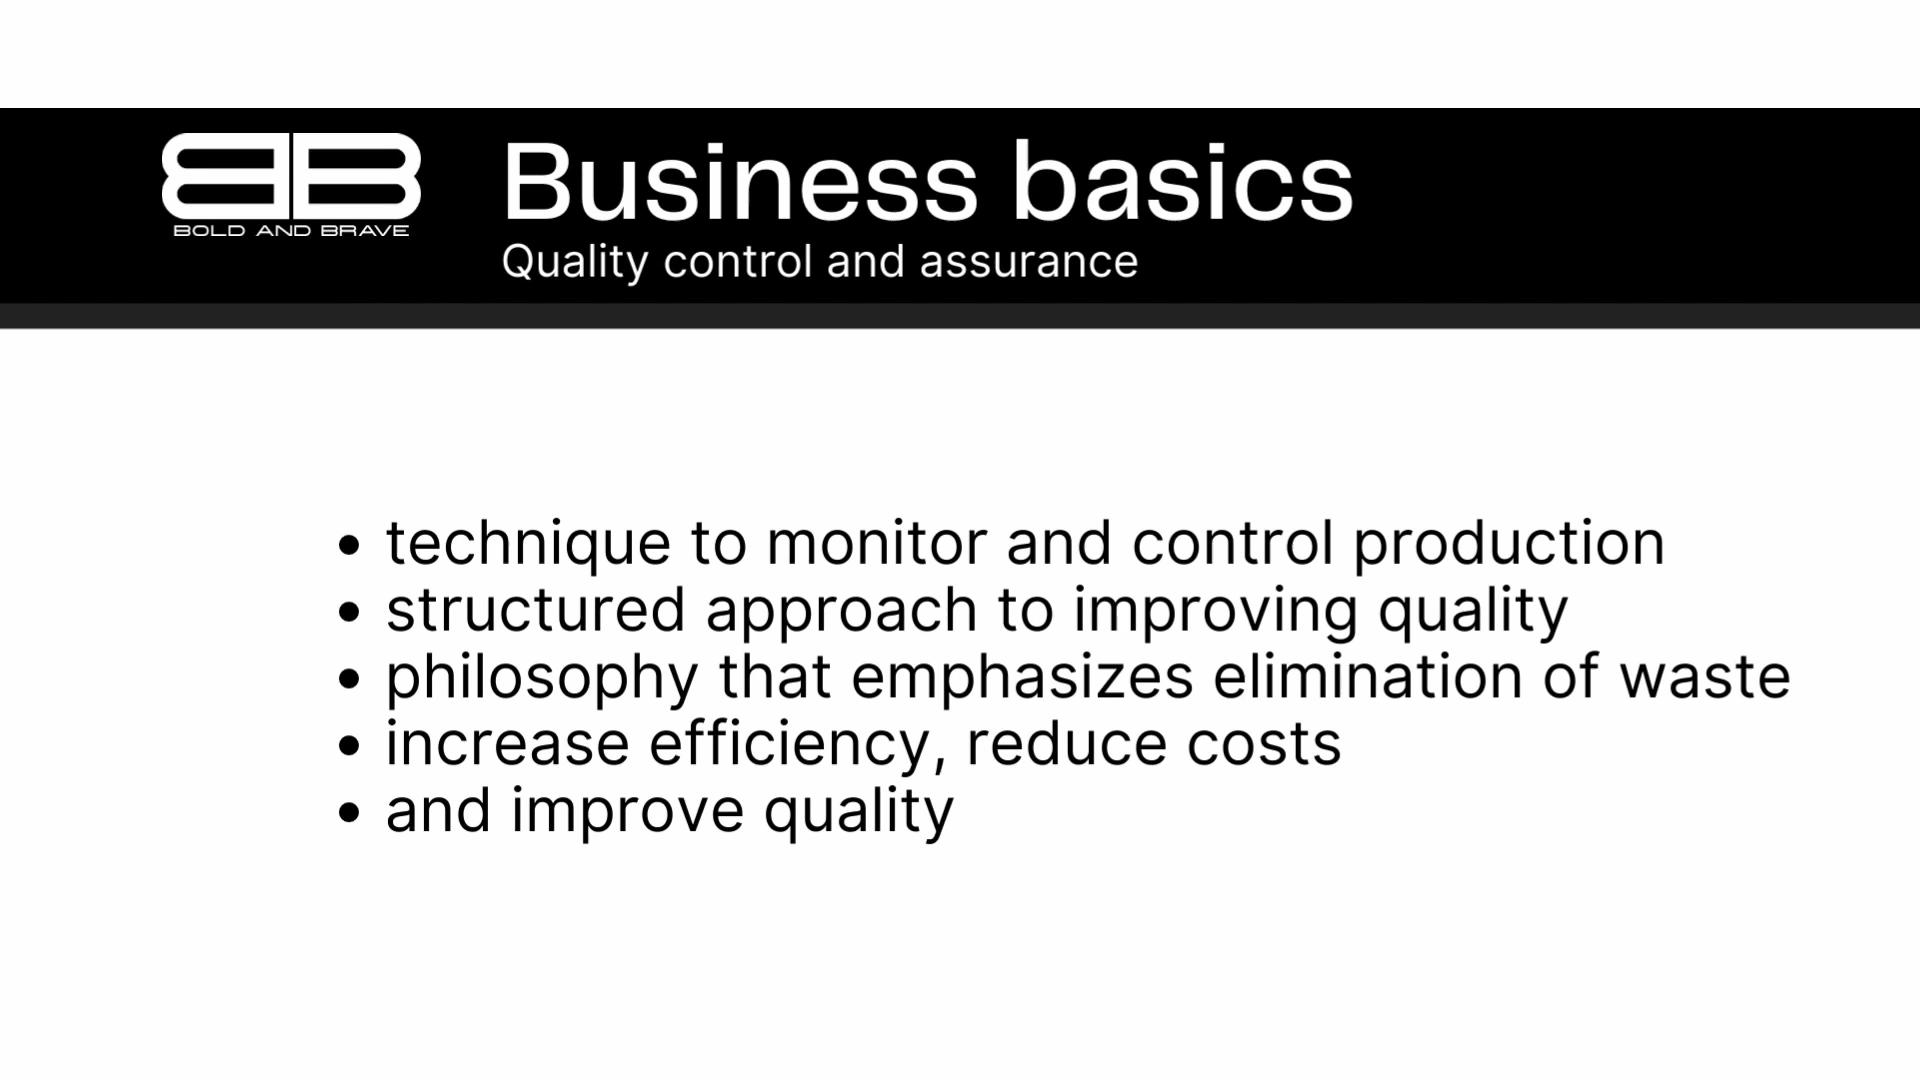 BB
BOLD AND BRAVE
Business basics
Quality control and assurance
• technique to monitor and control production
• structured approach to improving quality
• philosophy that emphasizes elimination of waste
• increase efficiency, reduce costs
• and improve quality